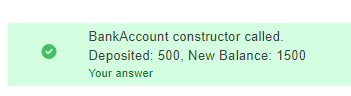 BankAccount constructor called.
Deposited: 500, New Balance: 1500
Your answer